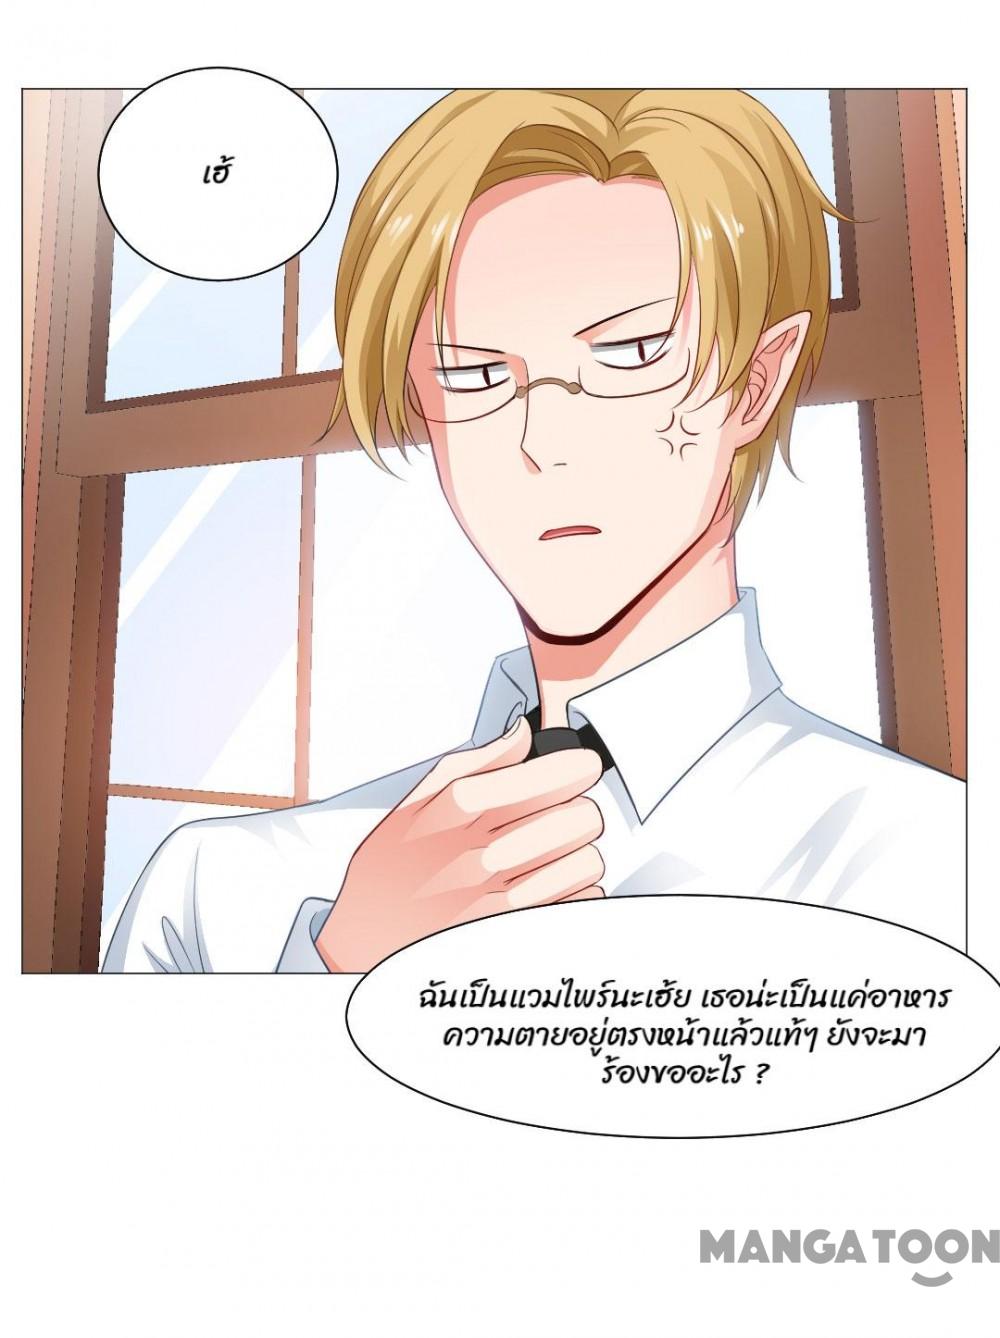 เฮ้
ฉันเป็นแวมไพร์นะเฮ้ย เธอน่ะเป็นแค่อาหาร
ความตายอยู่ตรงหน้าแล้วแท้ๆ ยังจะมา
ร้องขออะไร ?
MANGATOON